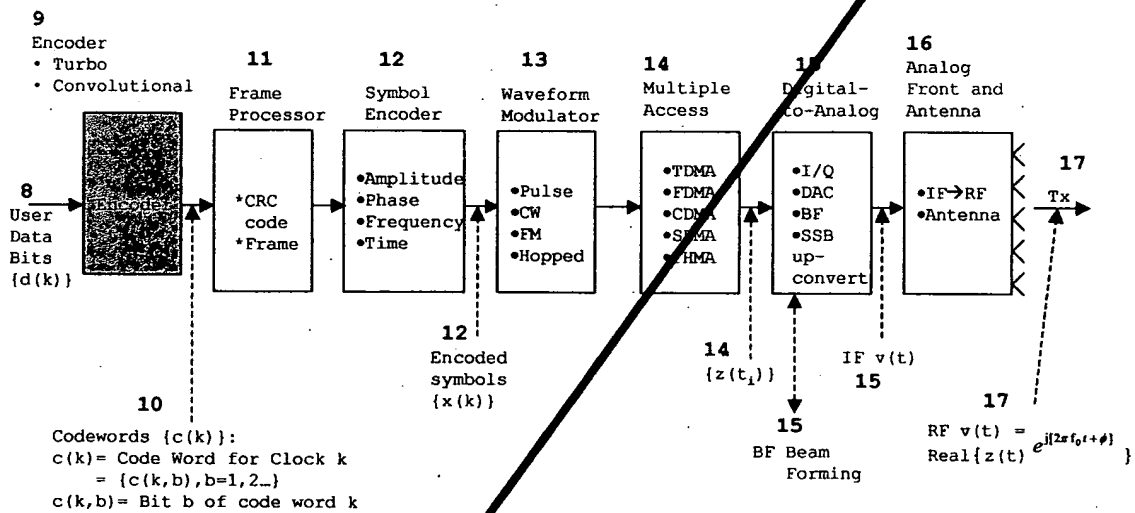 9
Encoder
• Turbo
• Convolutional
11
Frame
Processor
12
Symbol
Encoder
13
Waveform
Modulator
14
Multiple
Access
15
Digital-
to-Analog
16
Analog
Front and
Antenna
8
User
Data
Bits
{d(k)}
Encoder
*CRC
code
*Frame
•Amplitude
•Phase
•Frequency
•Time
•Pulse
•CW
•FM
•Hopped
•TDMA
•FDMA
•CDMA
•I/Q
•DAC
•BF
•SSB
up-
convert
•IF→RF
•Antenna
17
Tx
10
Codewords {c(k)}:
c(k)= Code Word for Clock k
= {c(k,b),b=1,2…}
c(k,b)= Bit b of code word k
12
Encoded
symbols
{x(k)}
14
{z(tᵢ)}
15
BF Beam
Forming
IF v(t)
15
17
RF v(t) =
Real{z(t) e^{j[2πf₀t+φ]} }